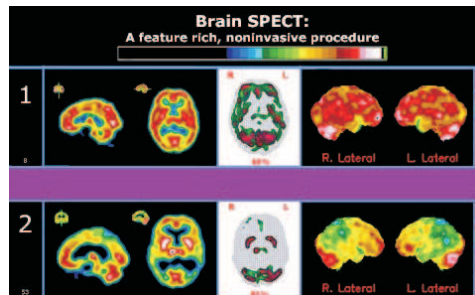 Brain SPECT:
A feature rich, noninvasive procedure
1
R L
R. Lateral
L. Lateral
2
R L
R. Lateral
L. Lateral